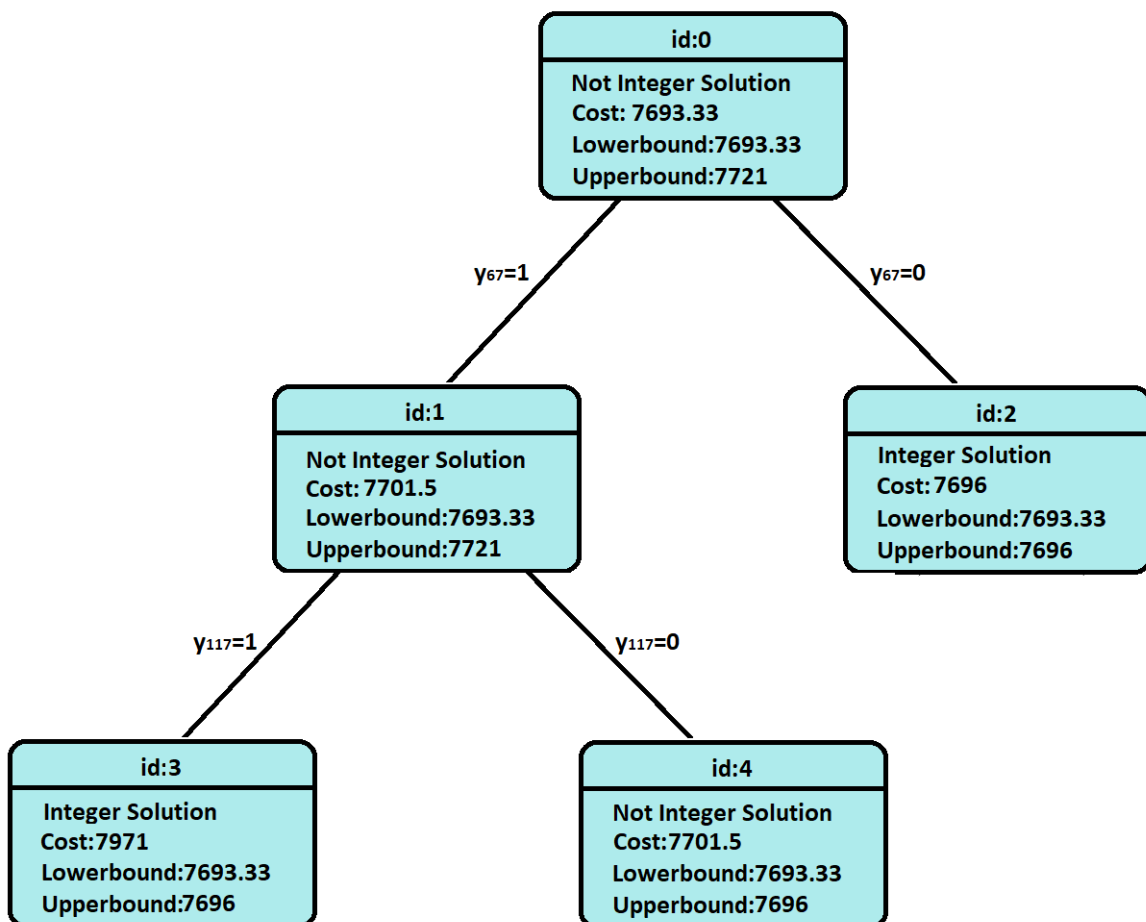 id:0
Not Integer Solution
Cost: 7693.33
Lowerbound:7693.33
Upperbound:7721
y67=1
y67=0
id:1
Not Integer Solution
Cost: 7701.5
Lowerbound:7693.33
Upperbound:7721
id:2
Integer Solution
Cost: 7696
Lowerbound:7693.33
Upperbound:7696
y117=1
y117=0
id:3
Integer Solution
Cost:7971
Lowerbound:7693.33
Upperbound:7696
id:4
Not Integer Solution
Cost:7701.5
Lowerbound:7693.33
Upperbound:7696